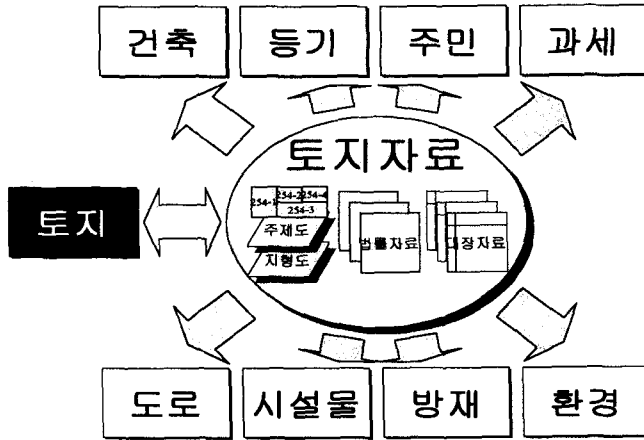 건축 등기 주민 과세
토지자료
254-1 254-2 254-4
254-3
토지
주제도
지형도
법률자료
대장자료
도로 시설물 방재 환경